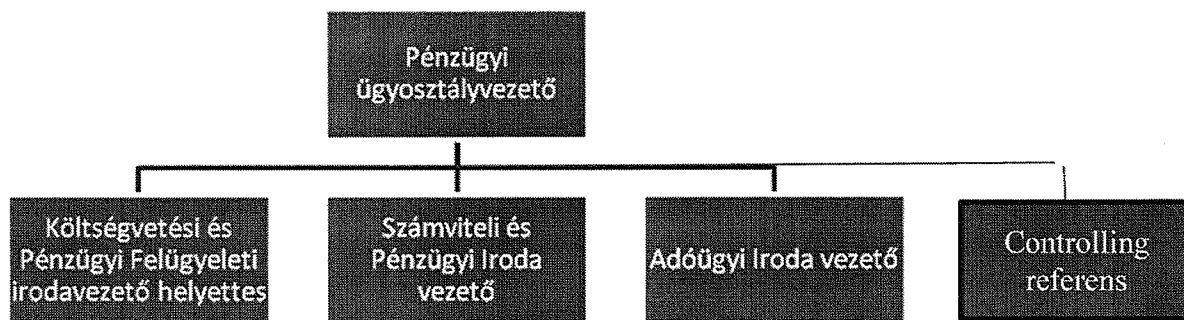 Pénzügyi
ügyosztályvezető
Költségvetési és
Pénzügyi Felügyeleti
irodavezető helyettes
Számviteli és
Pénzügyi Iroda
vezető
Adóügyi Iroda vezető
Controlling
referens